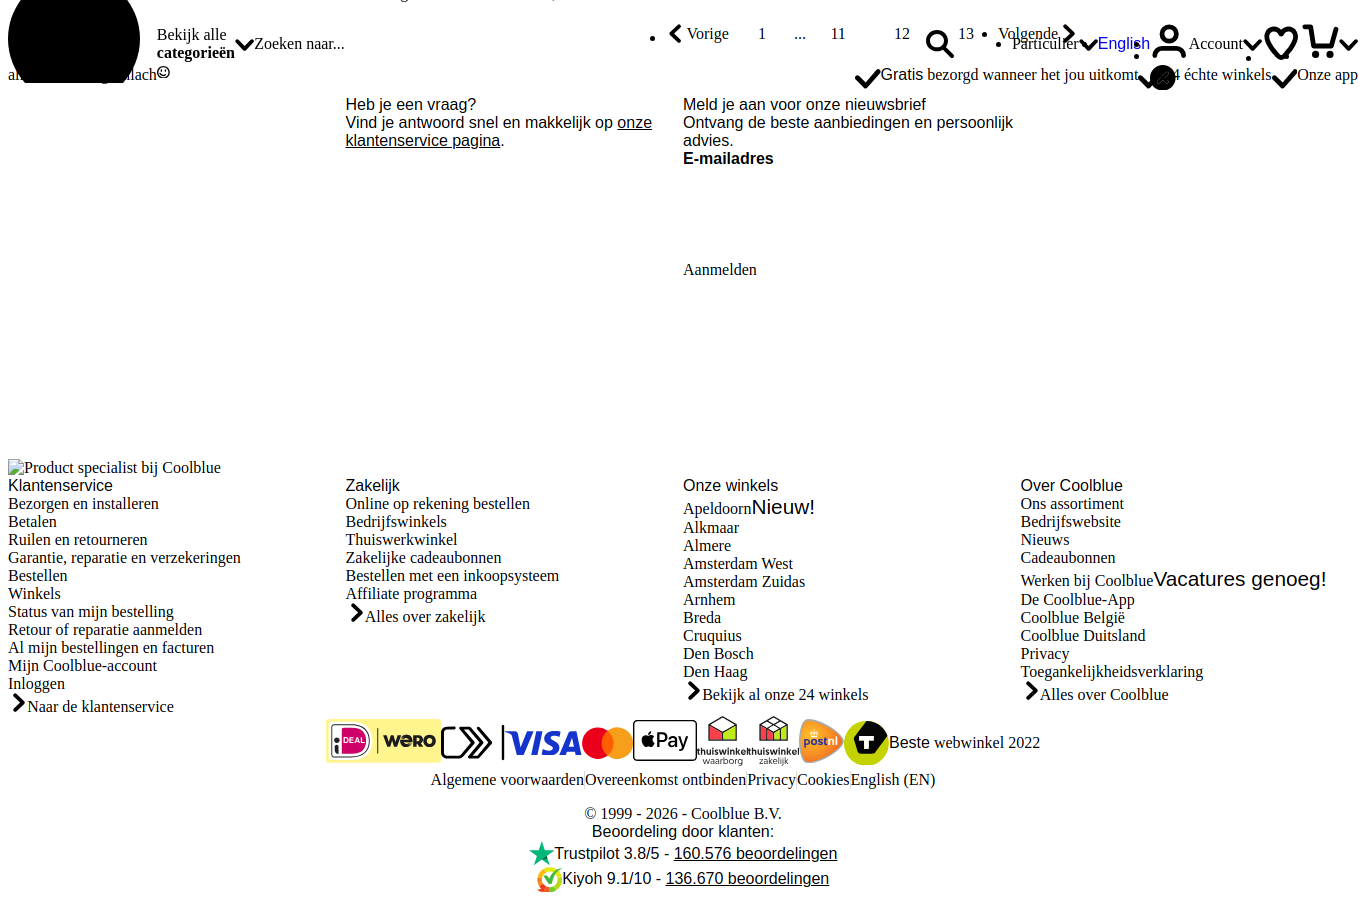 Bekijk alle
categorieën
Zoeken naar...
Vorige 1 ... 11 12 13 Volgende
Particulier
English
Account
Gratis bezorgd wanneer het jou uitkomt
4 échte winkels
Onze app
Heb je een vraag?
Vind je antwoord snel en makkelijk op onze
klantenservice pagina.
Meld je aan voor onze nieuwsbrief
Ontvang de beste aanbiedingen en persoonlijk
advies.
E-mailadres
Aanmelden
Product specialist bij Coolblue
Klantenservice
Bezorgen en installeren
Betalen
Ruilen en retourneren
Garantie, reparatie en verzekeringen
Bestellen
Winkels
Status van mijn bestelling
Retour of reparatie aanmelden
Al mijn bestellingen en facturen
Mijn Coolblue-account
Inloggen
Naar de klantenservice
Zakelijk
Online op rekening bestellen
Bedrijfswinkels
Thuiswerkwinkel
Zakelijke cadeaubonnen
Bestellen met een inkoopsysteem
Affiliate programma
Alles over zakelijk
Onze winkels
ApeldoornNieuw!
Alkmaar
Almere
Amsterdam West
Amsterdam Zuidas
Arnhem
Breda
Cruquius
Den Bosch
Den Haag
Bekijk al onze 24 winkels
Over Coolblue
Ons assortiment
Bedrijfswebsite
Nieuws
Cadeaubonnen
Werken bij CoolblueVacatures genoeg!
De Coolblue-App
Coolblue België
Coolblue Duitsland
Privacy
Toegankelijkheidsverklaring
Alles over Coolblue
iDEAL wero VISA Pay thuiswinkel waarborg thuiswinkel zakelijk postnl T Beste webwinkel 2022
Algemene voorwaarden Overeenkomst ontbinden Privacy Cookies English (EN)
© 1999 - 2026 - Coolblue B.V.
Beoordeling door klanten:
Trustpilot 3.8/5 - 160.576 beoordelingen
Kiyoh 9.1/10 - 136.670 beoordelingen